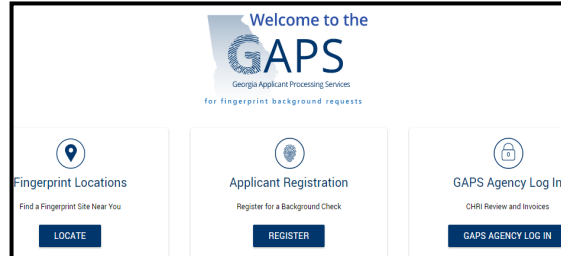 Welcome to the
GAPS
Georgia Applicant Processing Services
for fingerprint background requests
Fingerprint Locations
Find a Fingerprint Site Near You
LOCATE
Applicant Registration
Register for a Background Check
REGISTER
GAPS Agency Log In
CHRI Review and Invoices
GAPS AGENCY LOG IN